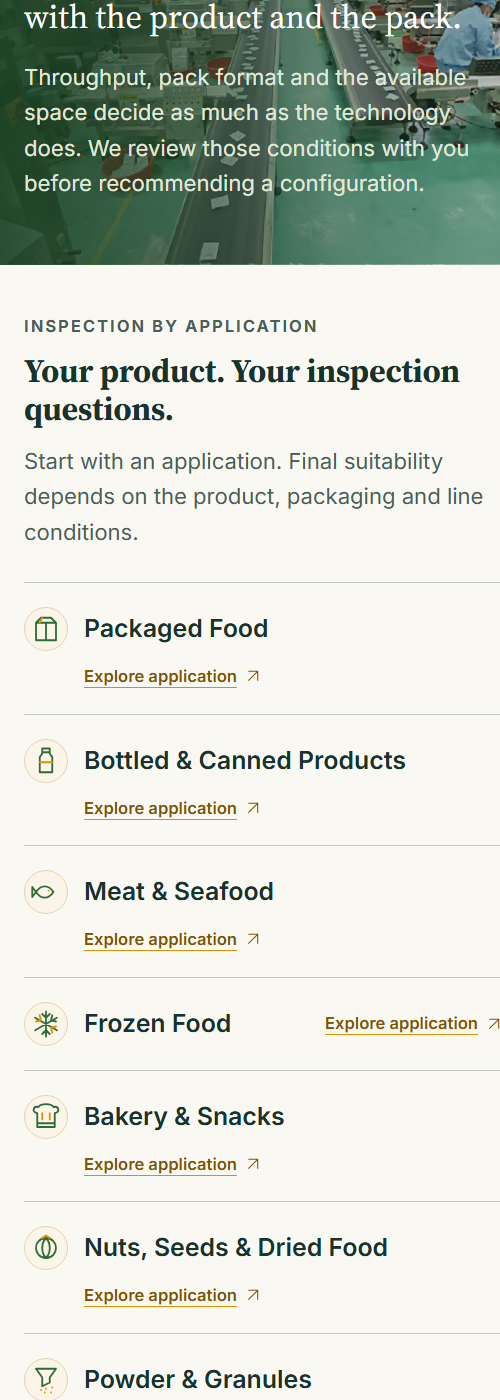 with the product and the pack.
Throughput, pack format and the available
space decide as much as the technology
does. We review those conditions with you
before recommending a configuration.
INSPECTION BY APPLICATION
Your product. Your inspection
questions.
Start with an application. Final suitability
depends on the product, packaging and line
conditions.
Packaged Food
Explore application
Bottled & Canned Products
Explore application
Meat & Seafood
Explore application
Frozen Food
Explore application
Bakery & Snacks
Explore application
Nuts, Seeds & Dried Food
Explore application
Powder & Granules